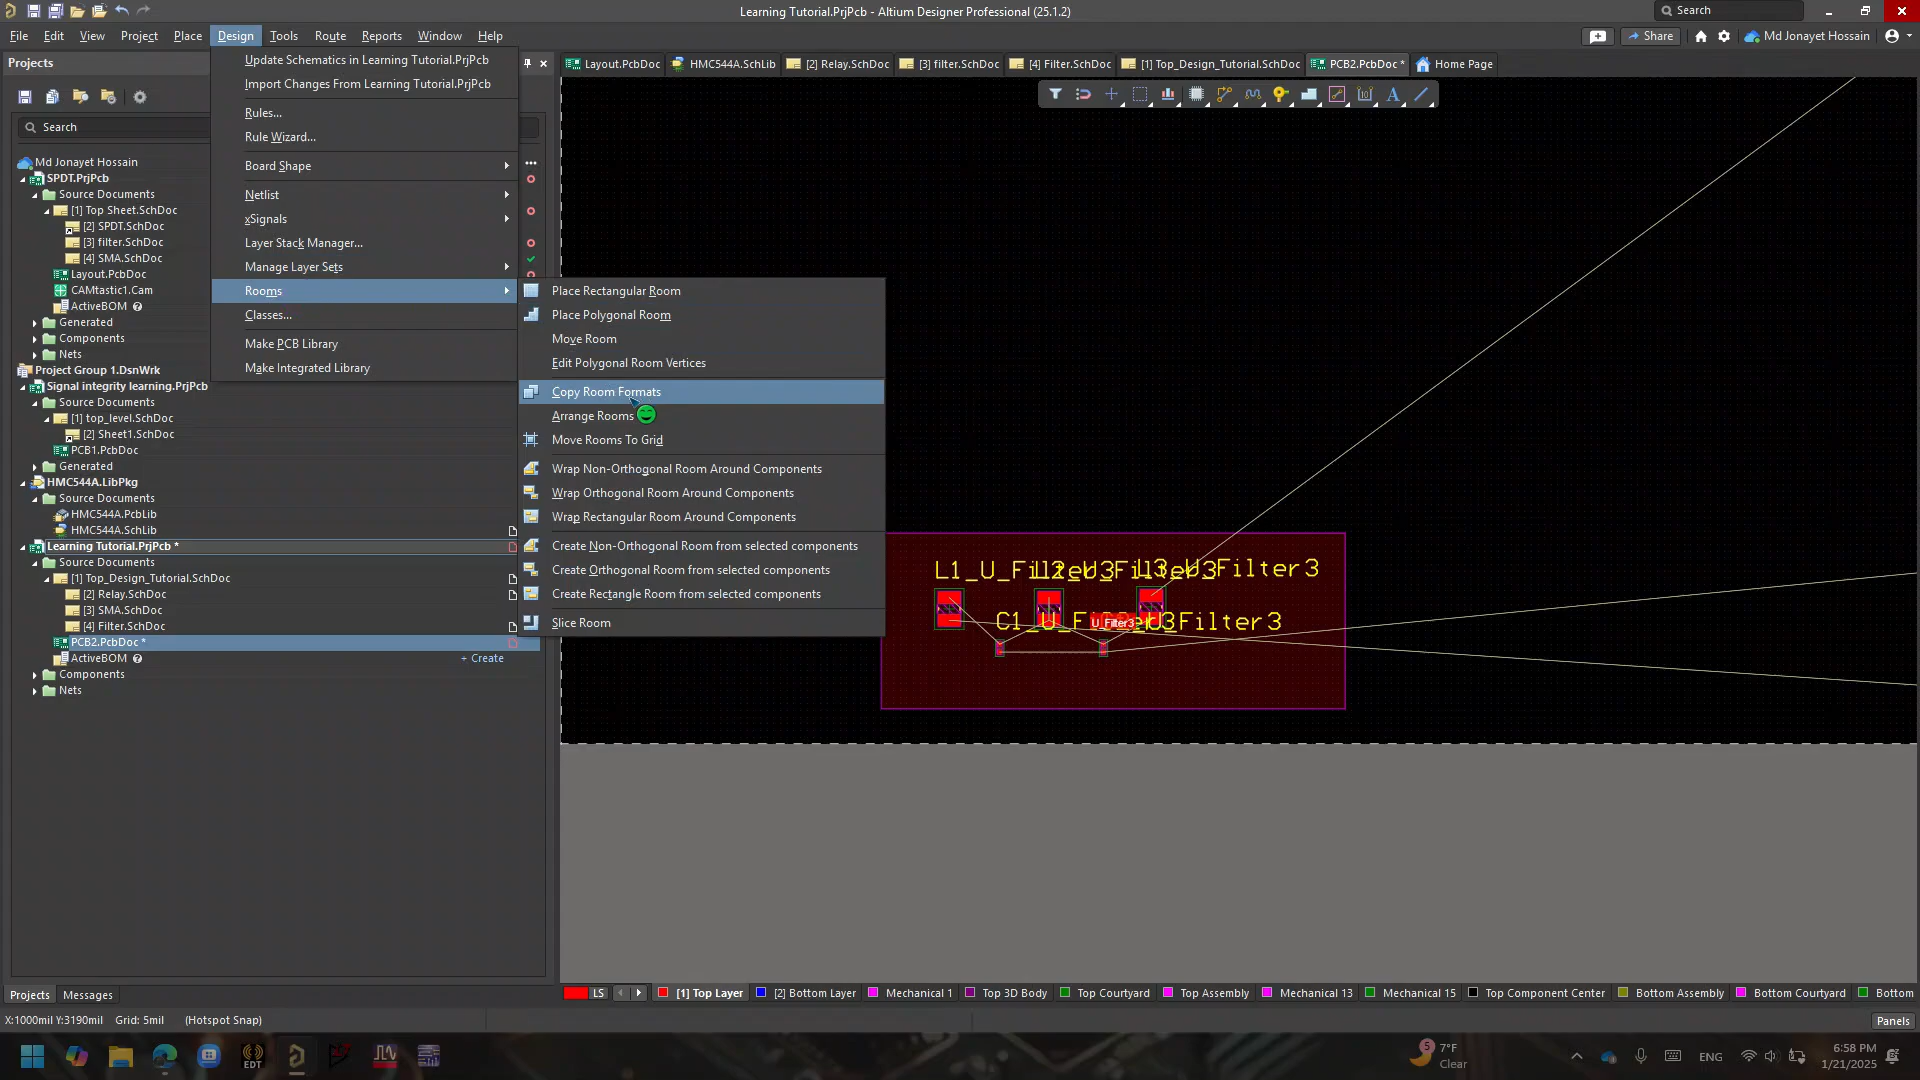 Learning Tutorial.PrjPcb - Altium Designer Professional (25.1.2)
Search
File Edit View Project Place Design Tools Route Reports Window Help
Share
Md Jonayet Hossain
Projects
Layout.PcbDoc
HMC544A.SchLib
[2] Relay.SchDoc
[3] filter.SchDoc
[4] Filter.SchDoc
[1] Top_Design_Tutorial.SchDoc
PCB2.PcbDoc *
Home Page
Search
Md Jonayet Hossain
SPDT.PrjPcb
Source Documents
[1] Top Sheet.SchDoc
[2] SPDT.SchDoc
[3] filter.SchDoc
[4] SMA.SchDoc
Layout.PcbDoc
CAMtastic1.Cam
ActiveBOM
Generated
Components
Nets
Project Group 1.DsnWrk
Signal integrity learning.PrjPcb
Source Documents
[1] top_level.SchDoc
[2] Sheet1.SchDoc
PCB1.PcbDoc
Generated
HMC544A.LibPkg
Source Documents
HMC544A.PcbLib
HMC544A.SchLib
Learning Tutorial.PrjPcb *
Source Documents
[1] Top_Design_Tutorial.SchDoc
[2] Relay.SchDoc
[3] SMA.SchDoc
[4] Filter.SchDoc
PCB2.PcbDoc *
ActiveBOM
+ Create
Components
Nets
Update Schematics in Learning Tutorial.PrjPcb
Import Changes From Learning Tutorial.PrjPcb
Rules...
Rule Wizard...
Board Shape
Netlist
xSignals
Layer Stack Manager...
Manage Layer Sets
Rooms
Classes...
Make PCB Library
Make Integrated Library
Place Rectangular Room
Place Polygonal Room
Move Room
Edit Polygonal Room Vertices
Copy Room Formats
Arrange Rooms
Move Rooms To Grid
Wrap Non-Orthogonal Room Around Components
Wrap Orthogonal Room Around Components
Wrap Rectangular Room Around Components
Create Non-Orthogonal Room from selected components
Create Orthogonal Room from selected components
Create Rectangle Room from selected components
Slice Room
U_Filter3
Projects Messages
LS
[1] Top Layer
[2] Bottom Layer
Mechanical 1
Top 3D Body
Top Courtyard
Top Assembly
Mechanical 13
Mechanical 15
Top Component Center
Bottom Assembly
Bottom Courtyard
Bottom
X:1000mil Y:3190mil Grid: 5mil (Hotspot Snap)
Panels
EDT
5
7°F
Clear
ENG
6:58 PM
1/21/2025